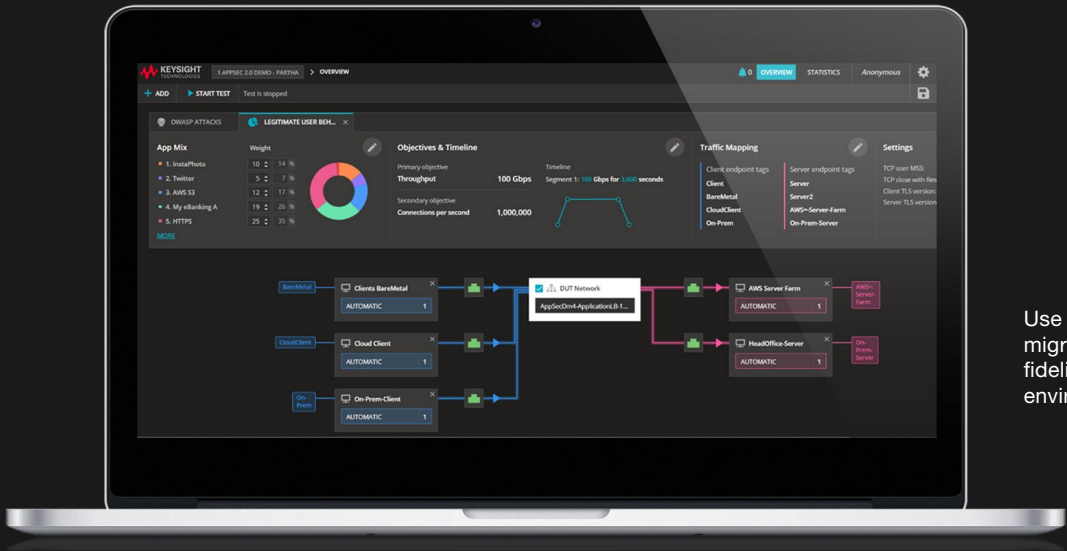 KEYSIGHT
TECHNOLOGIES
1 APPSEC 2.0 DEMO - PARTHA > OVERVIEW
0 OVERVIEW STATISTICS Anonymous
+ ADD START TEST Test is stopped
OWASP ATTACKS LEGITIMATE USER BEH... ×
App Mix Weight
1. InstaPhoto 10 14 %
2. Twitter 5 7 %
3. AWS S3 12 17 %
4. My eBanking A 19 26 %
5. HTTPS 25 35 %
MORE
Objectives & Timeline
Primary objective
Throughput 100 Gbps
Secondary objective
Connections per second 1,000,000
Timeline
Segment 1: 100 Gbps for 3,600 seconds
Traffic Mapping
Client endpoint tags
Client
BareMetal
CloudClient
On-Prem
Server endpoint tags
Server
Server2
AWS~-Server-Farm
On-Prem-Server
Settings
TCP user MSS:
TCP close with Res
Client TLS version:
Server TLS version
BareMetal
Clients BareMetal ×
AUTOMATIC 1
CloudClient
Cloud Client ×
AUTOMATIC 1
On-
Prem
On-Prem-Client ×
AUTOMATIC 1
DUT Network
AppSecDm4-ApplicationLB-1...
AWS Server Farm ×
AUTOMATIC 1
AWS~-
Server-
Farm
HeadOffice-Server ×
AUTOMATIC 1
On-
Prem-
Server
Use
migr
fideli
envir